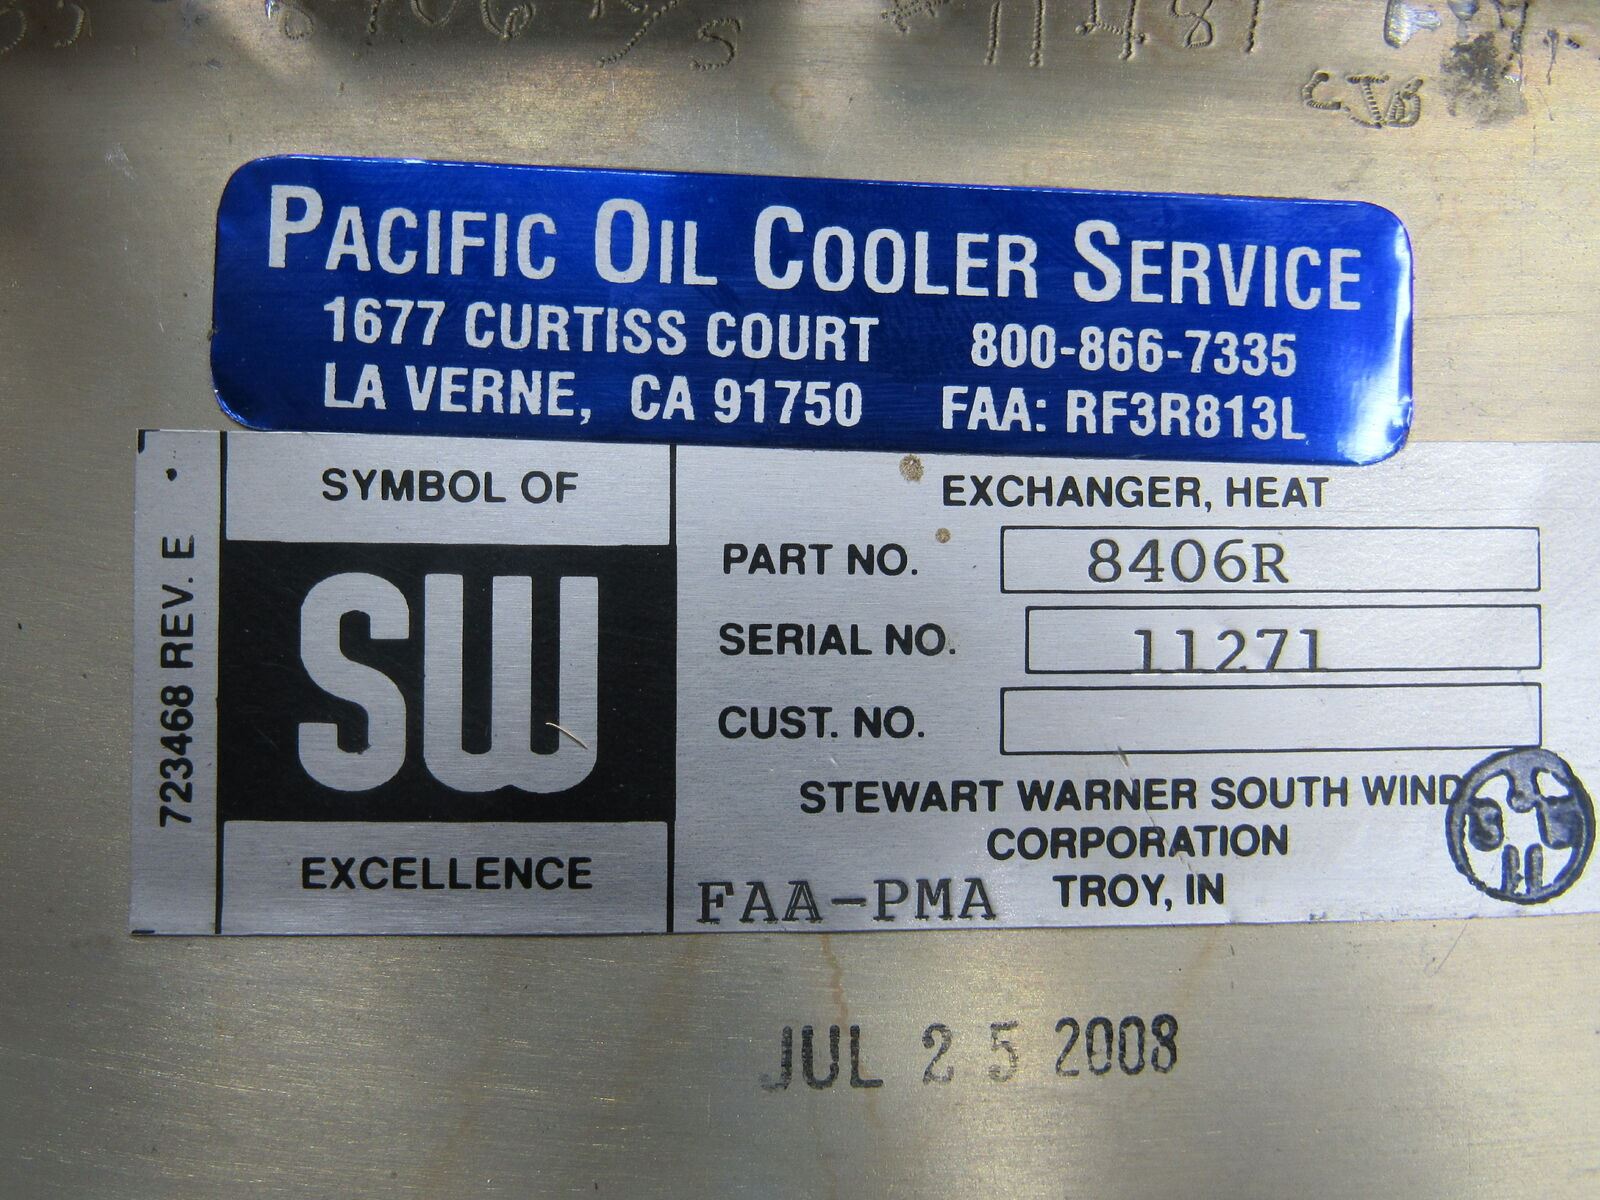 11481
CTB
PACIFIC OIL COOLER SERVICE
1677 CURTISS COURT 800-866-7335
LA VERNE, CA 91750 FAA: RF3R813L
723468 REV. E
SYMBOL OF
SW
EXCELLENCE
EXCHANGER, HEAT
PART NO. 8406R
SERIAL NO. 11271
CUST. NO.
STEWART WARNER SOUTH WIND
CORPORATION
FAA-PMA TROY, IN
JUL 25 2008